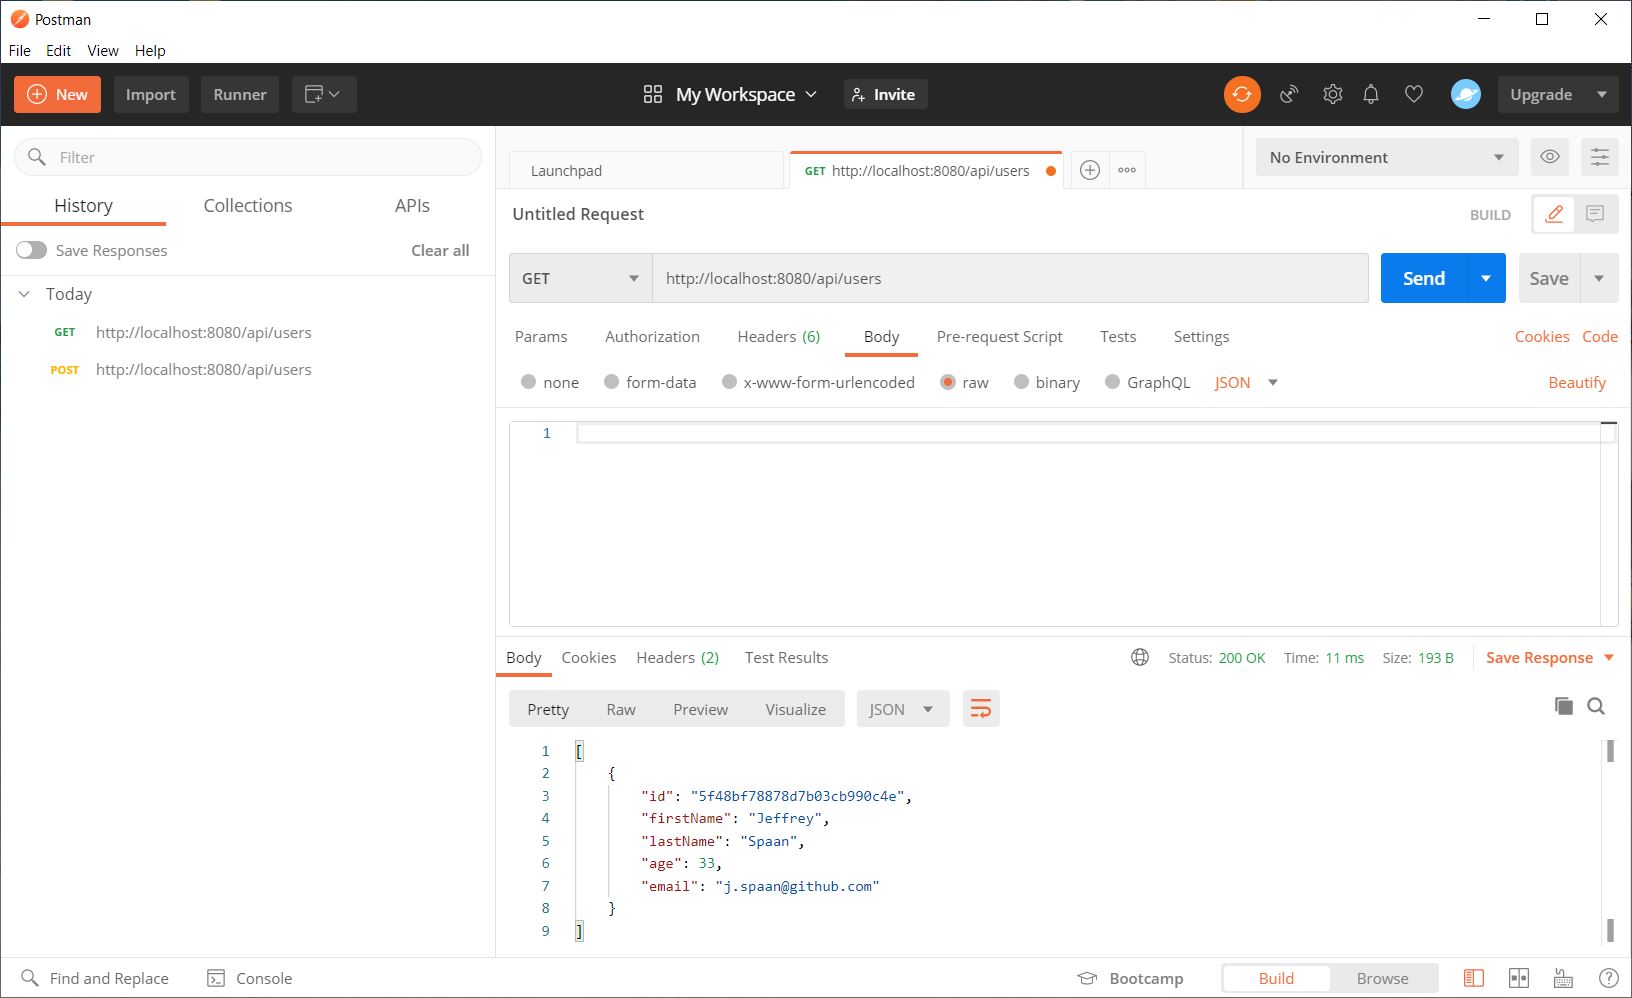 Postman
File Edit View Help
New Import Runner My Workspace Invite Upgrade
Filter
History Collections APIs
Save Responses Clear all
Today
GET http://localhost:8080/api/users
POST http://localhost:8080/api/users
Launchpad GET http://localhost:8080/api/users No Environment
Untitled Request BUILD
GET http://localhost:8080/api/users Send Save
Params Authorization Headers (6) Body Pre-request Script Tests Settings Cookies Code
none form-data x-www-form-urlencoded raw binary GraphQL JSON Beautify
1
Body Cookies Headers (2) Test Results Status: 200 OK Time: 11 ms Size: 193 B Save Response
Pretty Raw Preview Visualize JSON
1 [
2 {
3 "id": "5f48bf78878d7b03cb990c4e",
4 "firstName": "Jeffrey",
5 "lastName": "Spaan",
6 "age": 33,
7 "email": "j.spaan@github.com"
8 }
9 ]
Find and Replace Console Bootcamp Build Browse